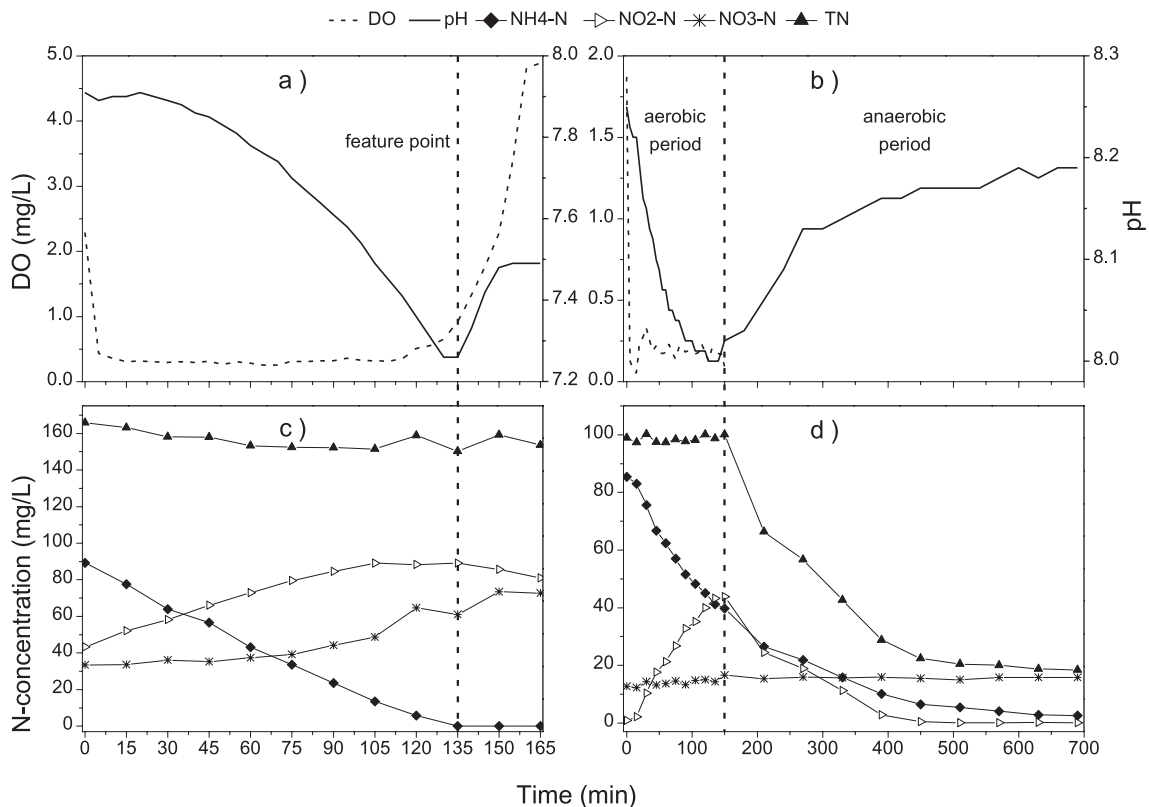 DO pH NH4-N NO2-N NO3-N TN
a )
b )
5.0
4.0
3.0
2.0
1.0
0.0
DO (mg/L)
8.0
7.8
7.6
7.4
7.2
feature point
2.0
1.5
1.0
0.5
0.0
aerobic
period
anaerobic
period
8.3
8.2
8.1
8.0
pH
c )
d )
160
140
120
100
80
60
40
20
0
N-concentration (mg/L)
100
80
60
40
20
0
0 15 30 45 60 75 90 105 120 135 150 165
0 100 200 300 400 500 600 700
Time (min)